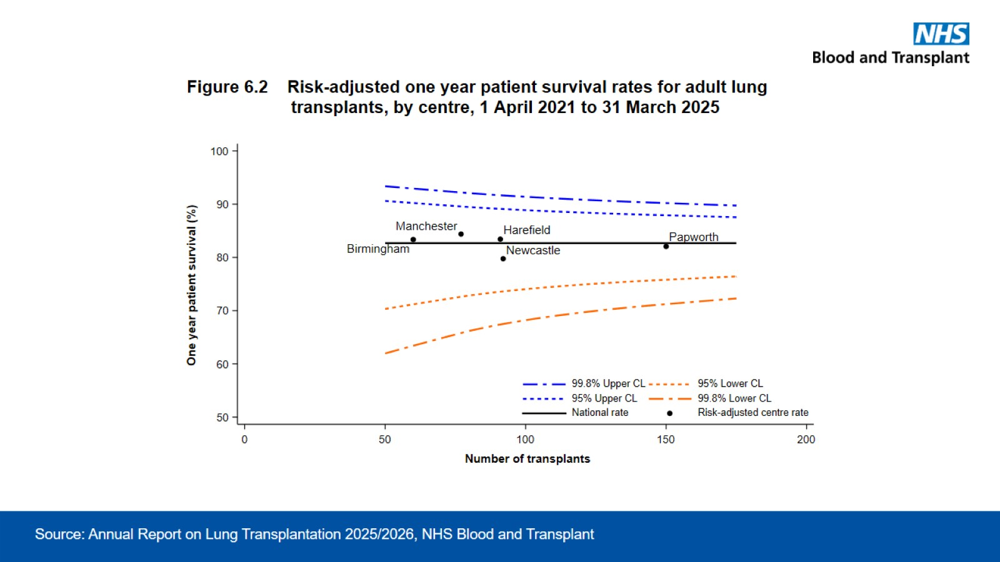 NHS
Blood and Transplant
Figure 6.2 Risk-adjusted one year patient survival rates for adult lung
transplants, by centre, 1 April 2021 to 31 March 2025
One year patient survival (%)
100
90
80
70
60
50
Manchester
Harefield
Papworth
Birmingham
Newcastle
99.8% Upper CL
95% Lower CL
95% Upper CL
99.8% Lower CL
National rate
Risk-adjusted centre rate
0
50
100
150
200
Number of transplants
Source: Annual Report on Lung Transplantation 2025/2026, NHS Blood and Transplant